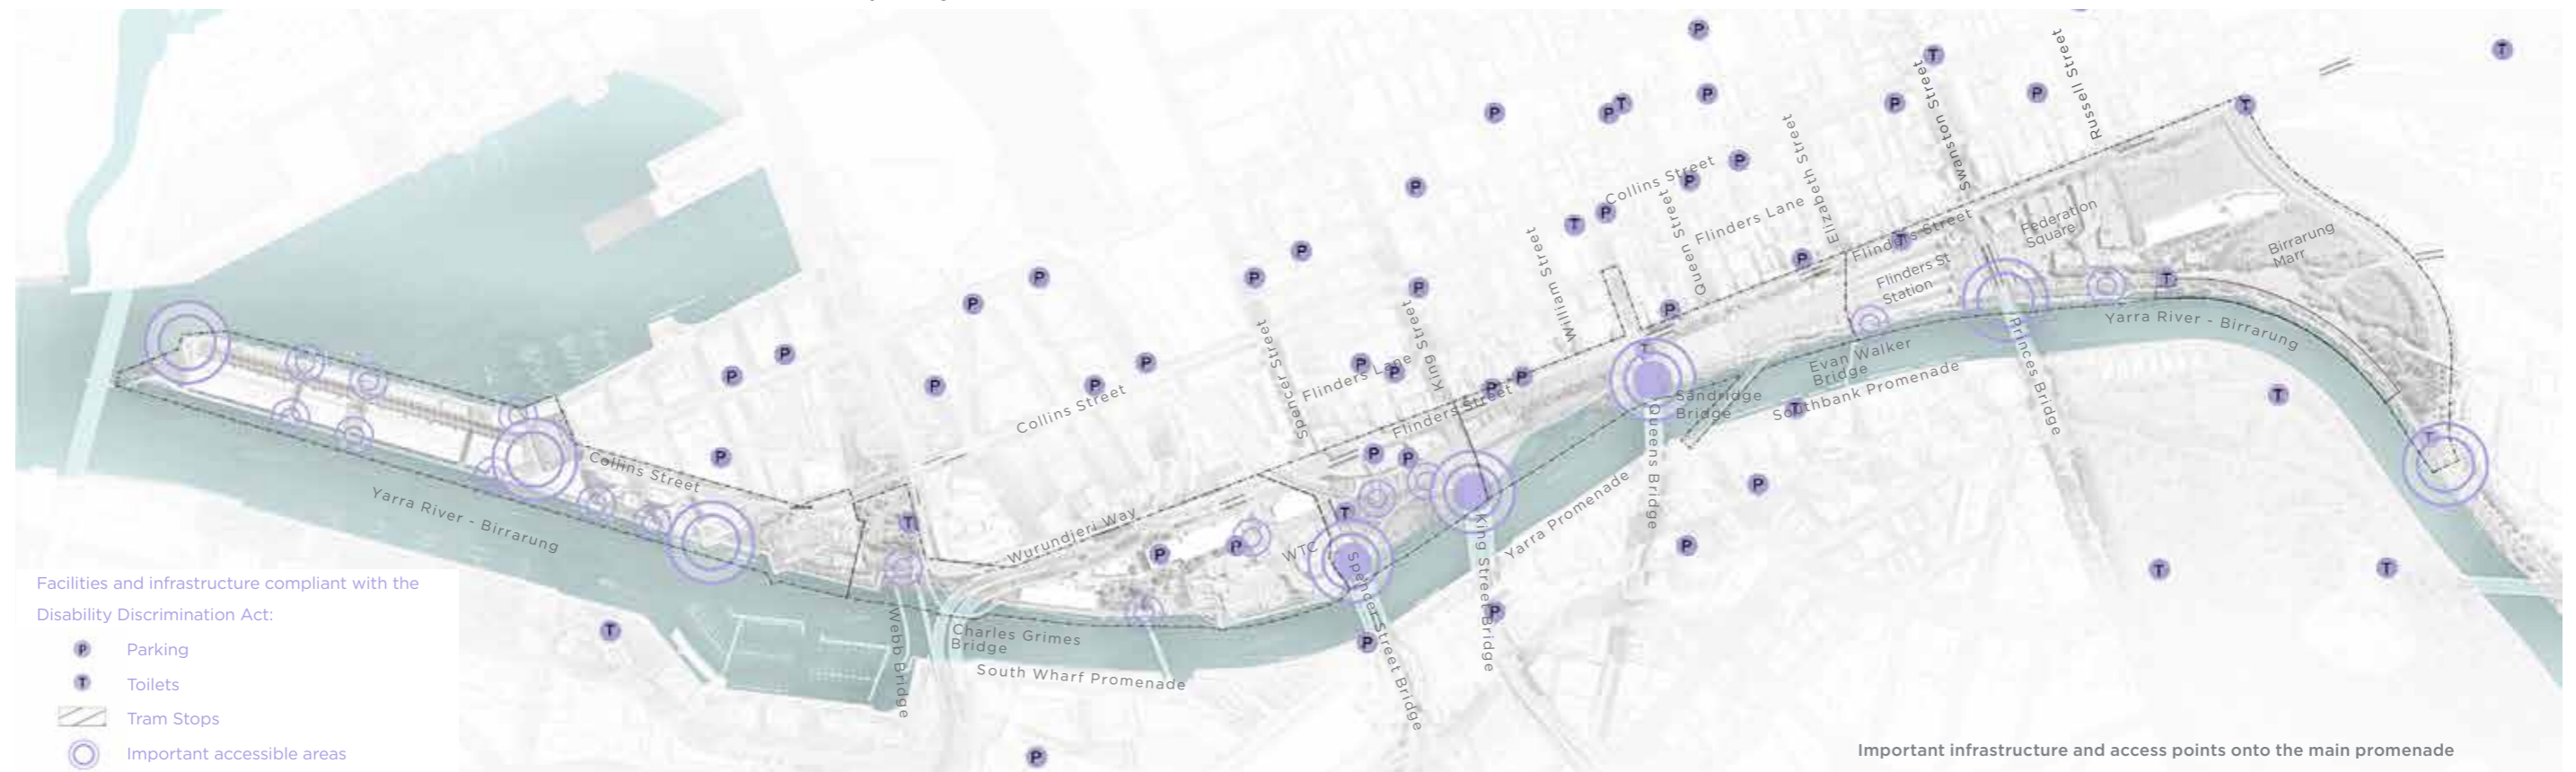 Russell Street
Swanston Street
Elizabeth Street
Collins Street
Queen Street
Flinders Lane
William Street
Flinders Street
Federation
Square
Birrarung
Marr
Flinders St
Station
Yarra River - Birrarung
Princes Bridge
Evan Walker
Bridge
Southbank Promenade
Sandridge
Bridge
Queens Bridge
Spencer Street
King Street
Flinders Lane
Flinders Street
Collins Street
Collins Street
Yarra River - Birrarung
Wurundjeri Way
WTC
Yarra Promenade
King Street Bridge
Spencer Street Bridge
Webb Bridge
Charles Grimes
Bridge
South Wharf Promenade
Facilities and infrastructure compliant with the
Disability Discrimination Act:
P Parking
T Toilets
Tram Stops
Important accessible areas
Important infrastructure and access points onto the main promenade